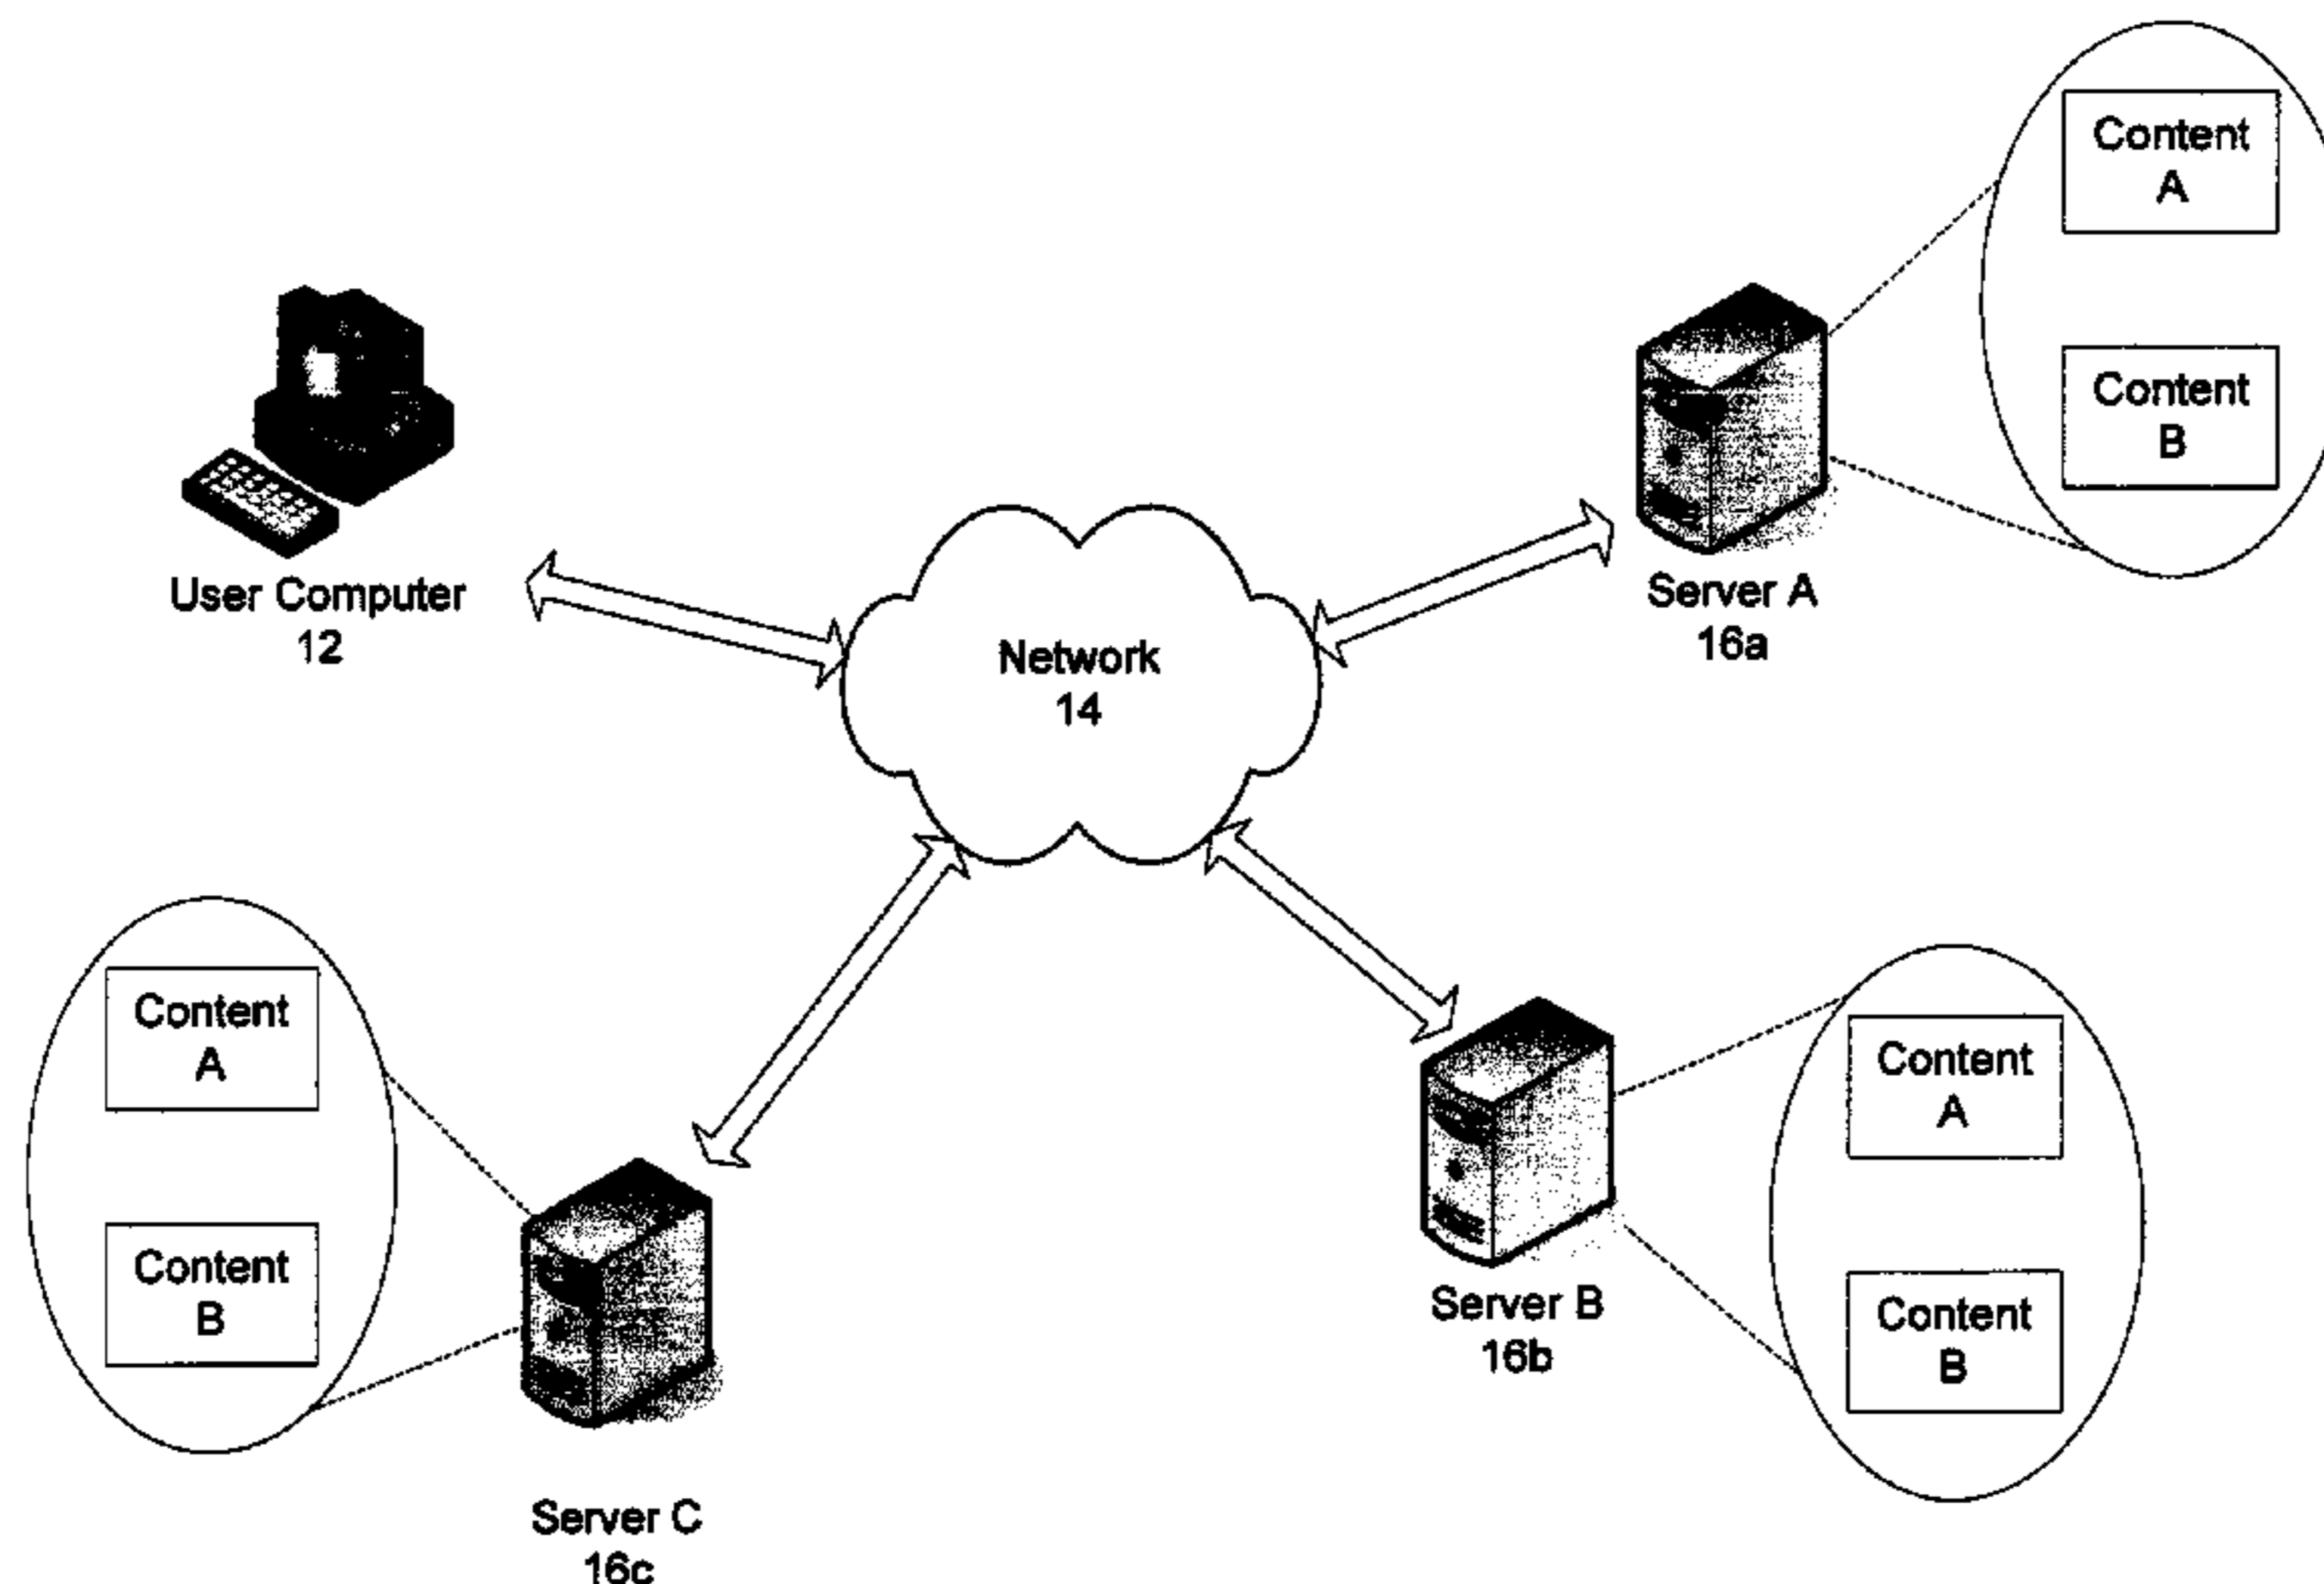 Content
A
Content
B
User Computer
12
Server A
16a
Network
14
Content
A
Content
B
Content
A
Content
B
Server B
16b
Server C
16c